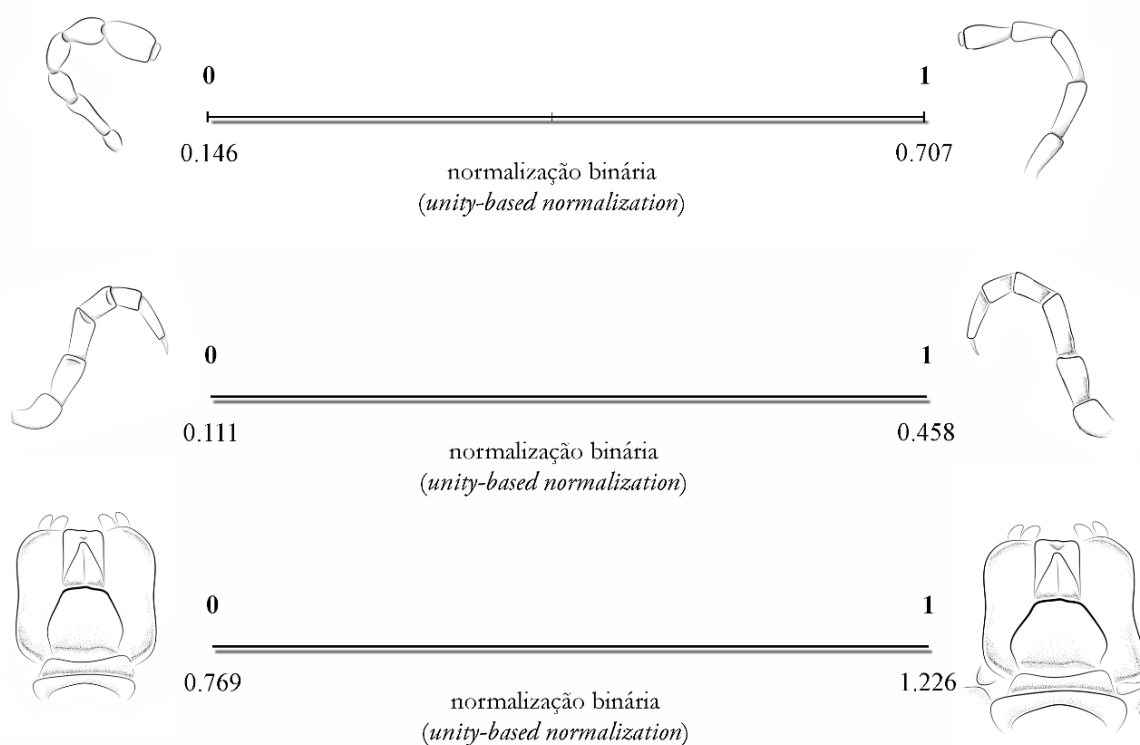 0 1
0.146 0.707
normalização binária
(unity-based normalization)
0 1
0.111 0.458
normalização binária
(unity-based normalization)
0 1
0.769 1.226
normalização binária
(unity-based normalization)